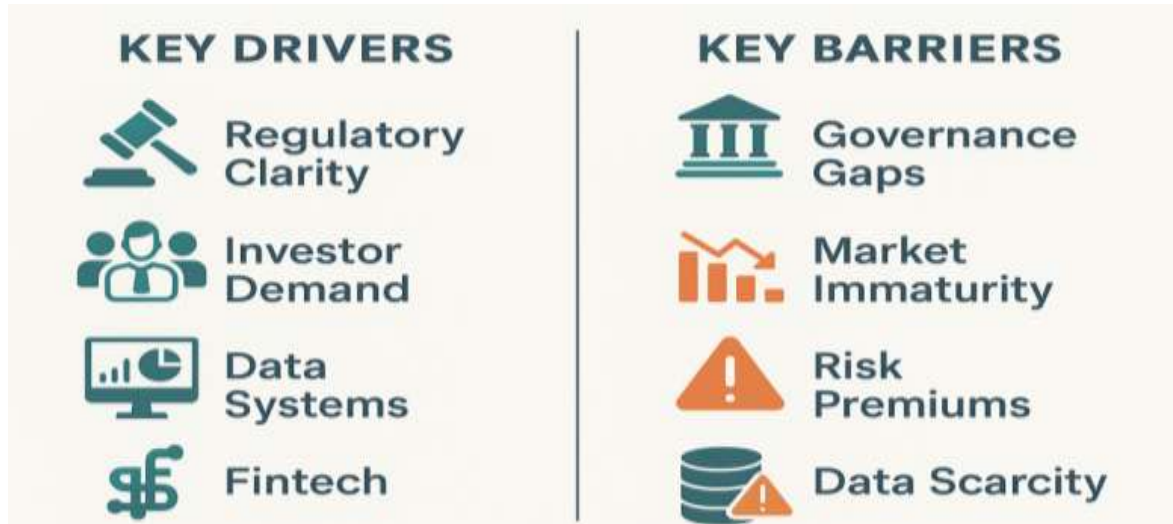 KEY DRIVERS
Regulatory
Clarity
Investor
Demand
Data
Systems
Fintech
KEY BARRIERS
Governance
Gaps
Market
Immaturity
Risk
Premiums
Data Scarcity